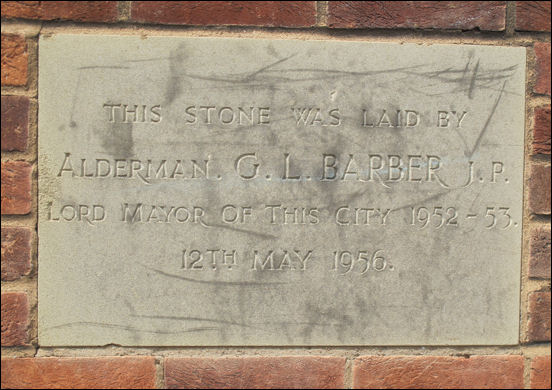 THIS STONE WAS LAID BY
ALDERMAN. G. L. BARBER J.P.
LORD MAYOR OF THIS CITY 1952-53.
12TH MAY 1956.